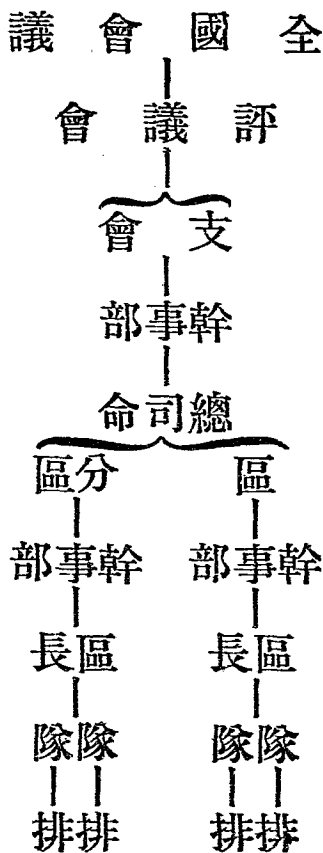 全國會議
評議會
支會
幹事部
總司命
區 分區
幹事部 幹事部
區長 區長
隊隊 隊隊
排排 排排